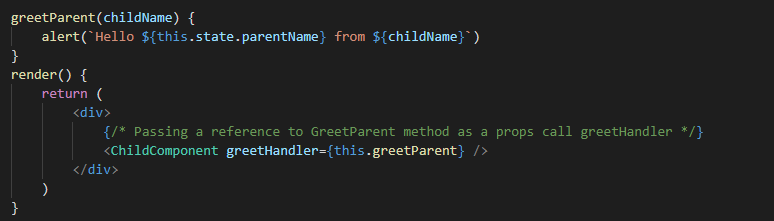 greetParent(childName) {
alert(`Hello ${this.state.parentName} from ${childName}`)
}
render() {
return (
<div>
{/* Passing a reference to GreetParent method as a props call greetHandler */}
<ChildComponent greetHandler={this.greetParent} />
</div>
)
}